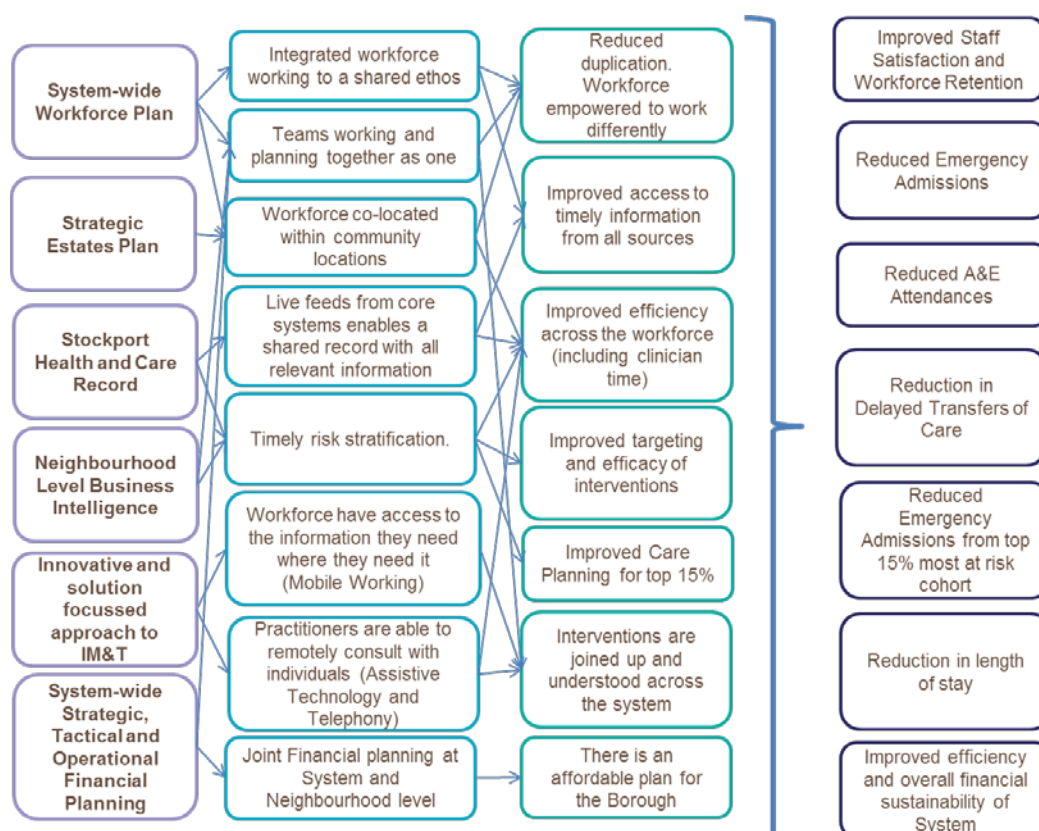 System-wide
Workforce Plan
Strategic
Estates Plan
Stockport
Health and Care
Record
Neighbourhood
Level Business
Intelligence
Innovative and
solution
focussed
approach to
IM&T
System-wide
Strategic,
Tactical and
Operational
Financial
Planning
Integrated workforce
working to a shared ethos
Teams working and
planning together as one
Workforce co-located
within community
locations
Live feeds from core
systems enables a
shared record with all
relevant information
Timely risk stratification.
Workforce have access to
the information they need
where they need it
(Mobile Working)
Practitioners are able to
remotely consult with
individuals (Assistive
Technology and
Telephony)
Joint Financial planning at
System and
Neighbourhood level
Reduced
duplication.
Workforce
empowered to work
differently
Improved access to
timely information
from all sources
Improved efficiency
across the workforce
(including clinician
time)
Improved targeting
and efficacy of
interventions
Improved Care
Planning for top 15%
Interventions are
joined up and
understood across
the system
There is an
affordable plan for
the Borough
Improved Staff
Satisfaction and
Workforce Retention
Reduced Emergency
Admissions
Reduced A&E
Attendances
Reduction in
Delayed Transfers of
Care
Reduced
Emergency
Admissions from top
15% most at risk
cohort
Reduction in length
of stay
Improved efficiency
and overall financial
sustainability of
System